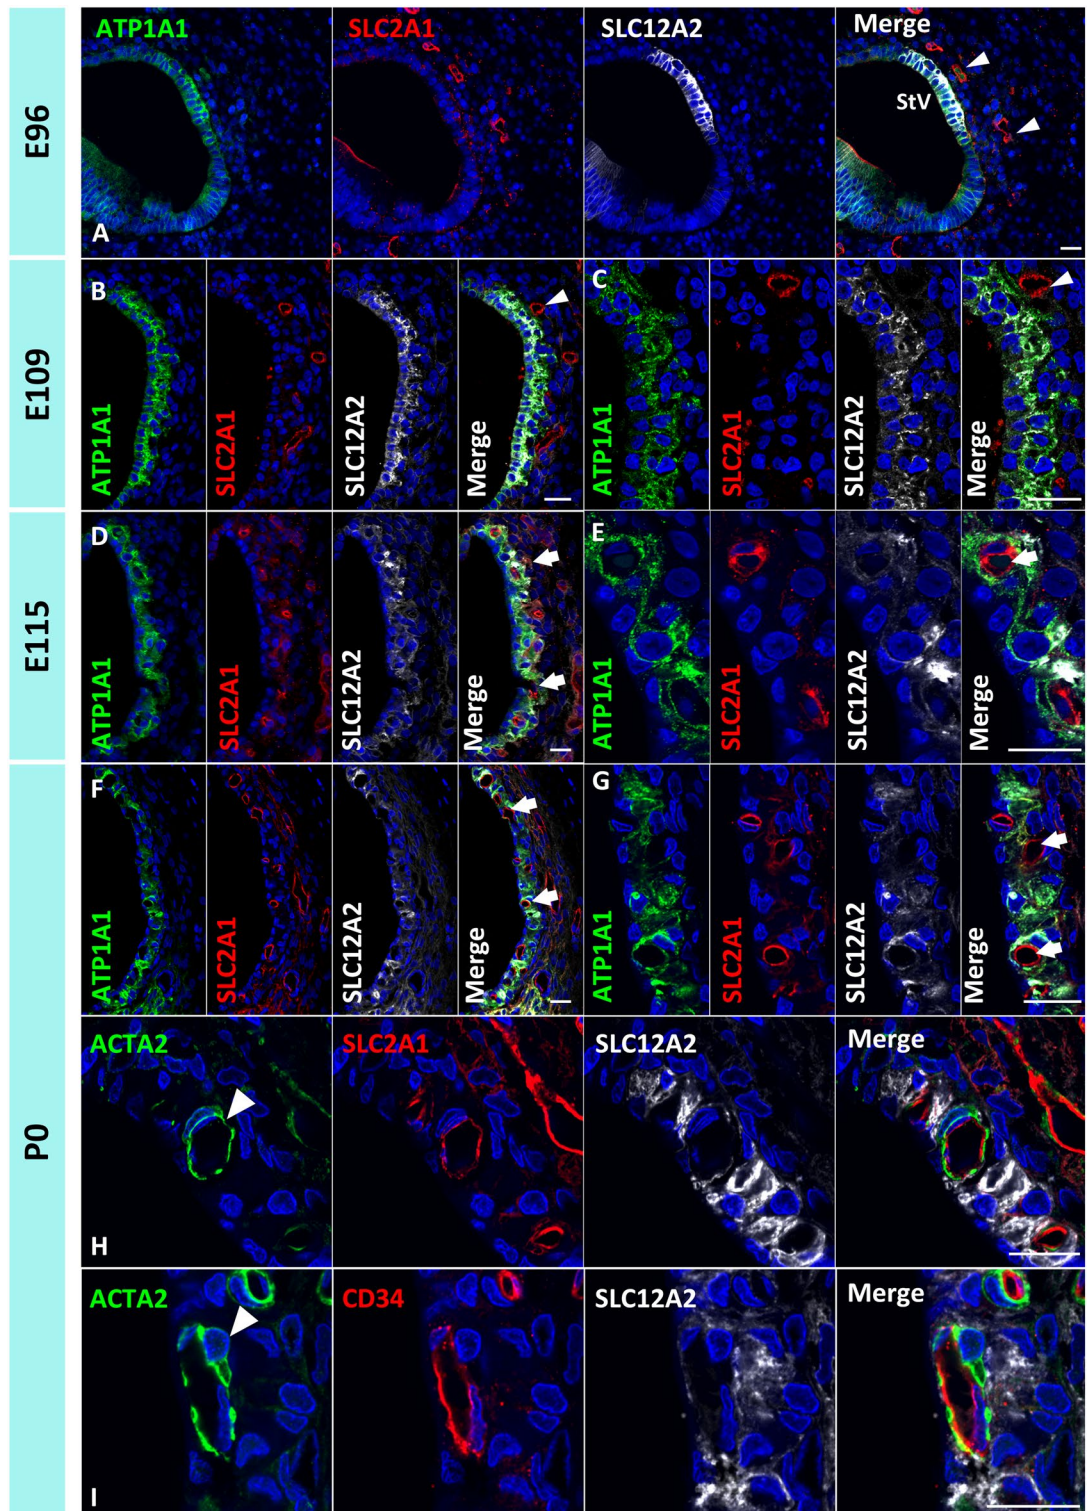 E96
ATP1A1
SLC2A1
SLC12A2
Merge
StV
A
E109
B
ATP1A1
SLC2A1
SLC12A2
Merge
C
ATP1A1
SLC2A1
SLC12A2
Merge
E115
D
ATP1A1
SLC2A1
SLC12A2
Merge
E
ATP1A1
SLC2A1
SLC12A2
Merge
P0
F
ATP1A1
SLC2A1
SLC12A2
Merge
G
ATP1A1
SLC2A1
SLC12A2
Merge
ACTA2
SLC2A1
SLC12A2
Merge
H
ACTA2
CD34
SLC12A2
Merge
I